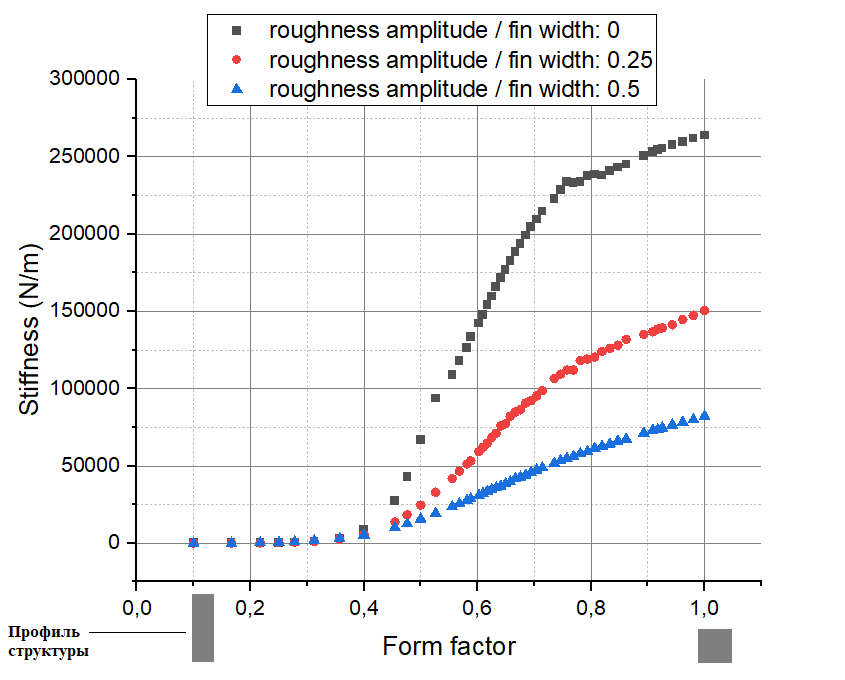 roughness amplitude / fin width: 0
roughness amplitude / fin width: 0.25
roughness amplitude / fin width: 0.5
300000
250000
200000
150000
100000
50000
0
Stiffness (N/m)
0,0 0,2 0,4 0,6 0,8 1,0
Form factor
Профиль
структуры